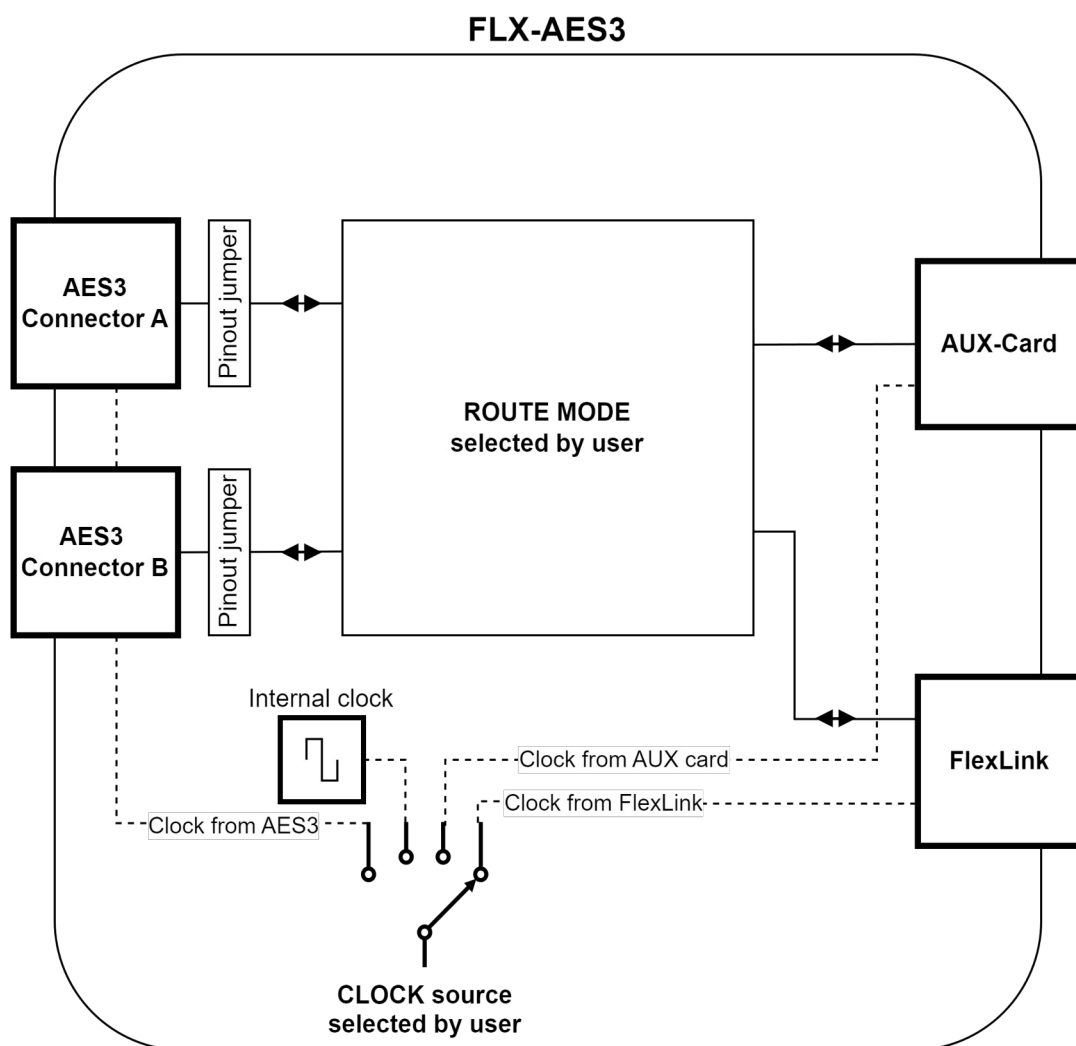 FLX-AES3
AES3
Connector A
Pinout jumper
ROUTE MODE
selected by user
AUX-Card
AES3
Connector B
Pinout jumper
Internal clock
Clock from AUX card
FlexLink
Clock from FlexLink
Clock from AES3
CLOCK source
selected by user